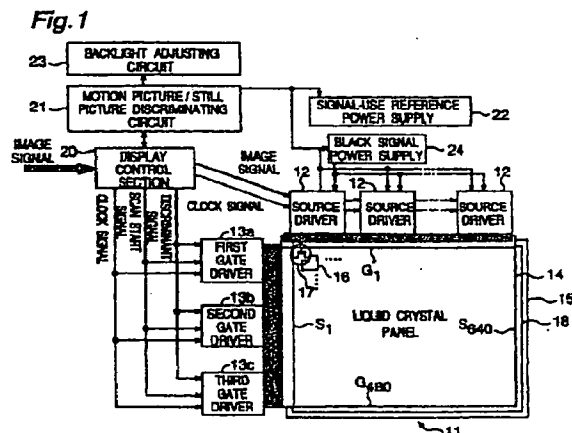 Fig.1
23
BACKLIGHT ADJUSTING
CIRCUIT
21
MOTION PICTURE / STILL
PICTURE DISCRIMINATING
CIRCUIT
SIGNAL-USE REFERENCE
POWER SUPPLY
22
IMAGE
SIGNAL
20
DISPLAY
CONTROL
SECTION
IMAGE
SIGNAL
BLACK SIGNAL
POWER SUPPLY
24
CLOCK SIGNAL
12
SOURCE
DRIVER
12
SOURCE
DRIVER
12
SOURCE
DRIVER
CLOCK SIGNAL
SCAN START
SIGNAL
DISCRIMINANT
SIGNAL
13a
FIRST
GATE
DRIVER
13b
SECOND
GATE
DRIVER
13c
THIRD
GATE
DRIVER
16
17
G1
14
15
18
S1
LIQUID CRYSTAL
PANEL
S640
G480
11